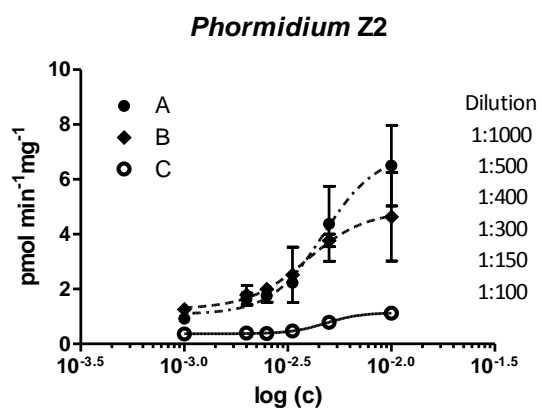 Phormidium Z2
pmol min⁻¹mg⁻¹
10
8
6
4
2
0
A
B
C
Dilution
1:1000
1:500
1:400
1:300
1:150
1:100
10⁻³·⁵ 10⁻³·⁰ 10⁻²·⁵ 10⁻²·⁰ 10⁻¹·⁵
log (c)